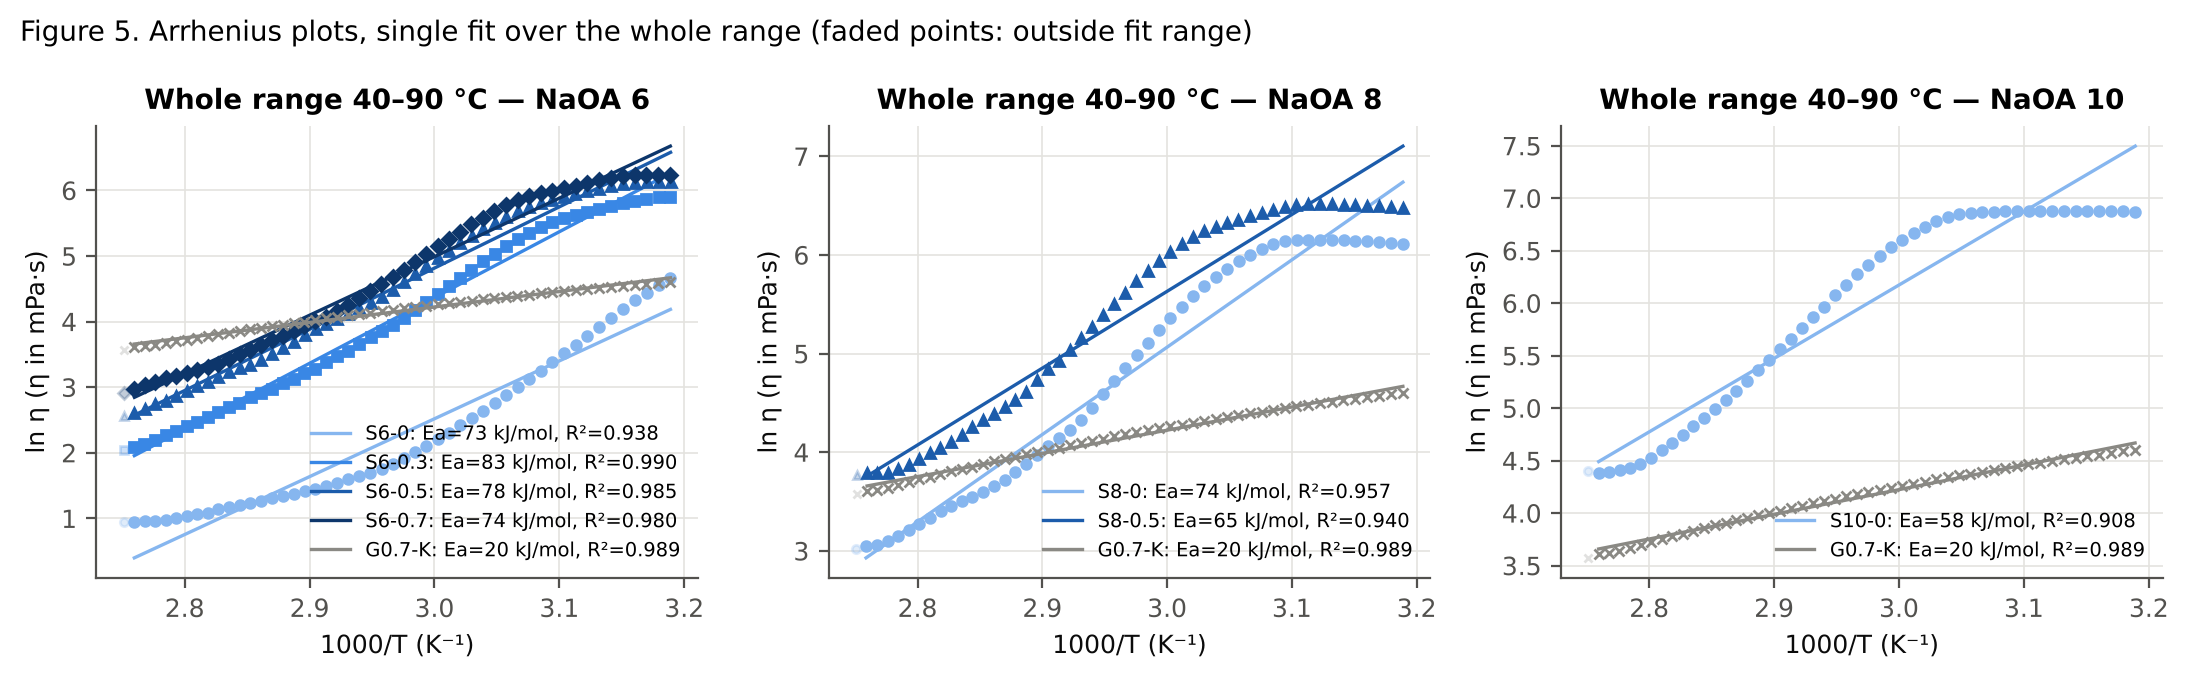 Figure 5. Arrhenius plots, single fit over the whole range (faded points: outside fit range)
Whole range 40–90 °C — NaOA 6
ln η (η in mPa·s)
6
5
4
3
2
1
S6-0: Ea=73 kJ/mol, R²=0.938
S6-0.3: Ea=83 kJ/mol, R²=0.990
S6-0.5: Ea=78 kJ/mol, R²=0.985
S6-0.7: Ea=74 kJ/mol, R²=0.980
G0.7-K: Ea=20 kJ/mol, R²=0.989
2.8 2.9 3.0 3.1 3.2
1000/T (K⁻¹)
Whole range 40–90 °C — NaOA 8
ln η (η in mPa·s)
7
6
5
4
3
S8-0: Ea=74 kJ/mol, R²=0.957
S8-0.5: Ea=65 kJ/mol, R²=0.940
G0.7-K: Ea=20 kJ/mol, R²=0.989
2.8 2.9 3.0 3.1 3.2
1000/T (K⁻¹)
Whole range 40–90 °C — NaOA 10
ln η (η in mPa·s)
7.5
7.0
6.5
6.0
5.5
5.0
4.5
4.0
3.5
S10-0: Ea=58 kJ/mol, R²=0.908
G0.7-K: Ea=20 kJ/mol, R²=0.989
2.8 2.9 3.0 3.1 3.2
1000/T (K⁻¹)